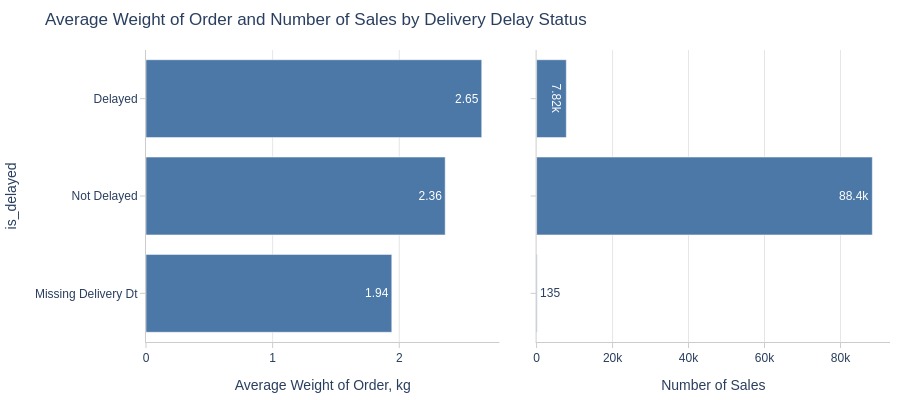 Average Weight of Order and Number of Sales by Delivery Delay Status
is_delayed
Delayed
2.65
7.82k
Not Delayed
2.36
88.4k
Missing Delivery Dt
1.94
135
0
1
2
0
20k
40k
60k
80k
Average Weight of Order, kg
Number of Sales